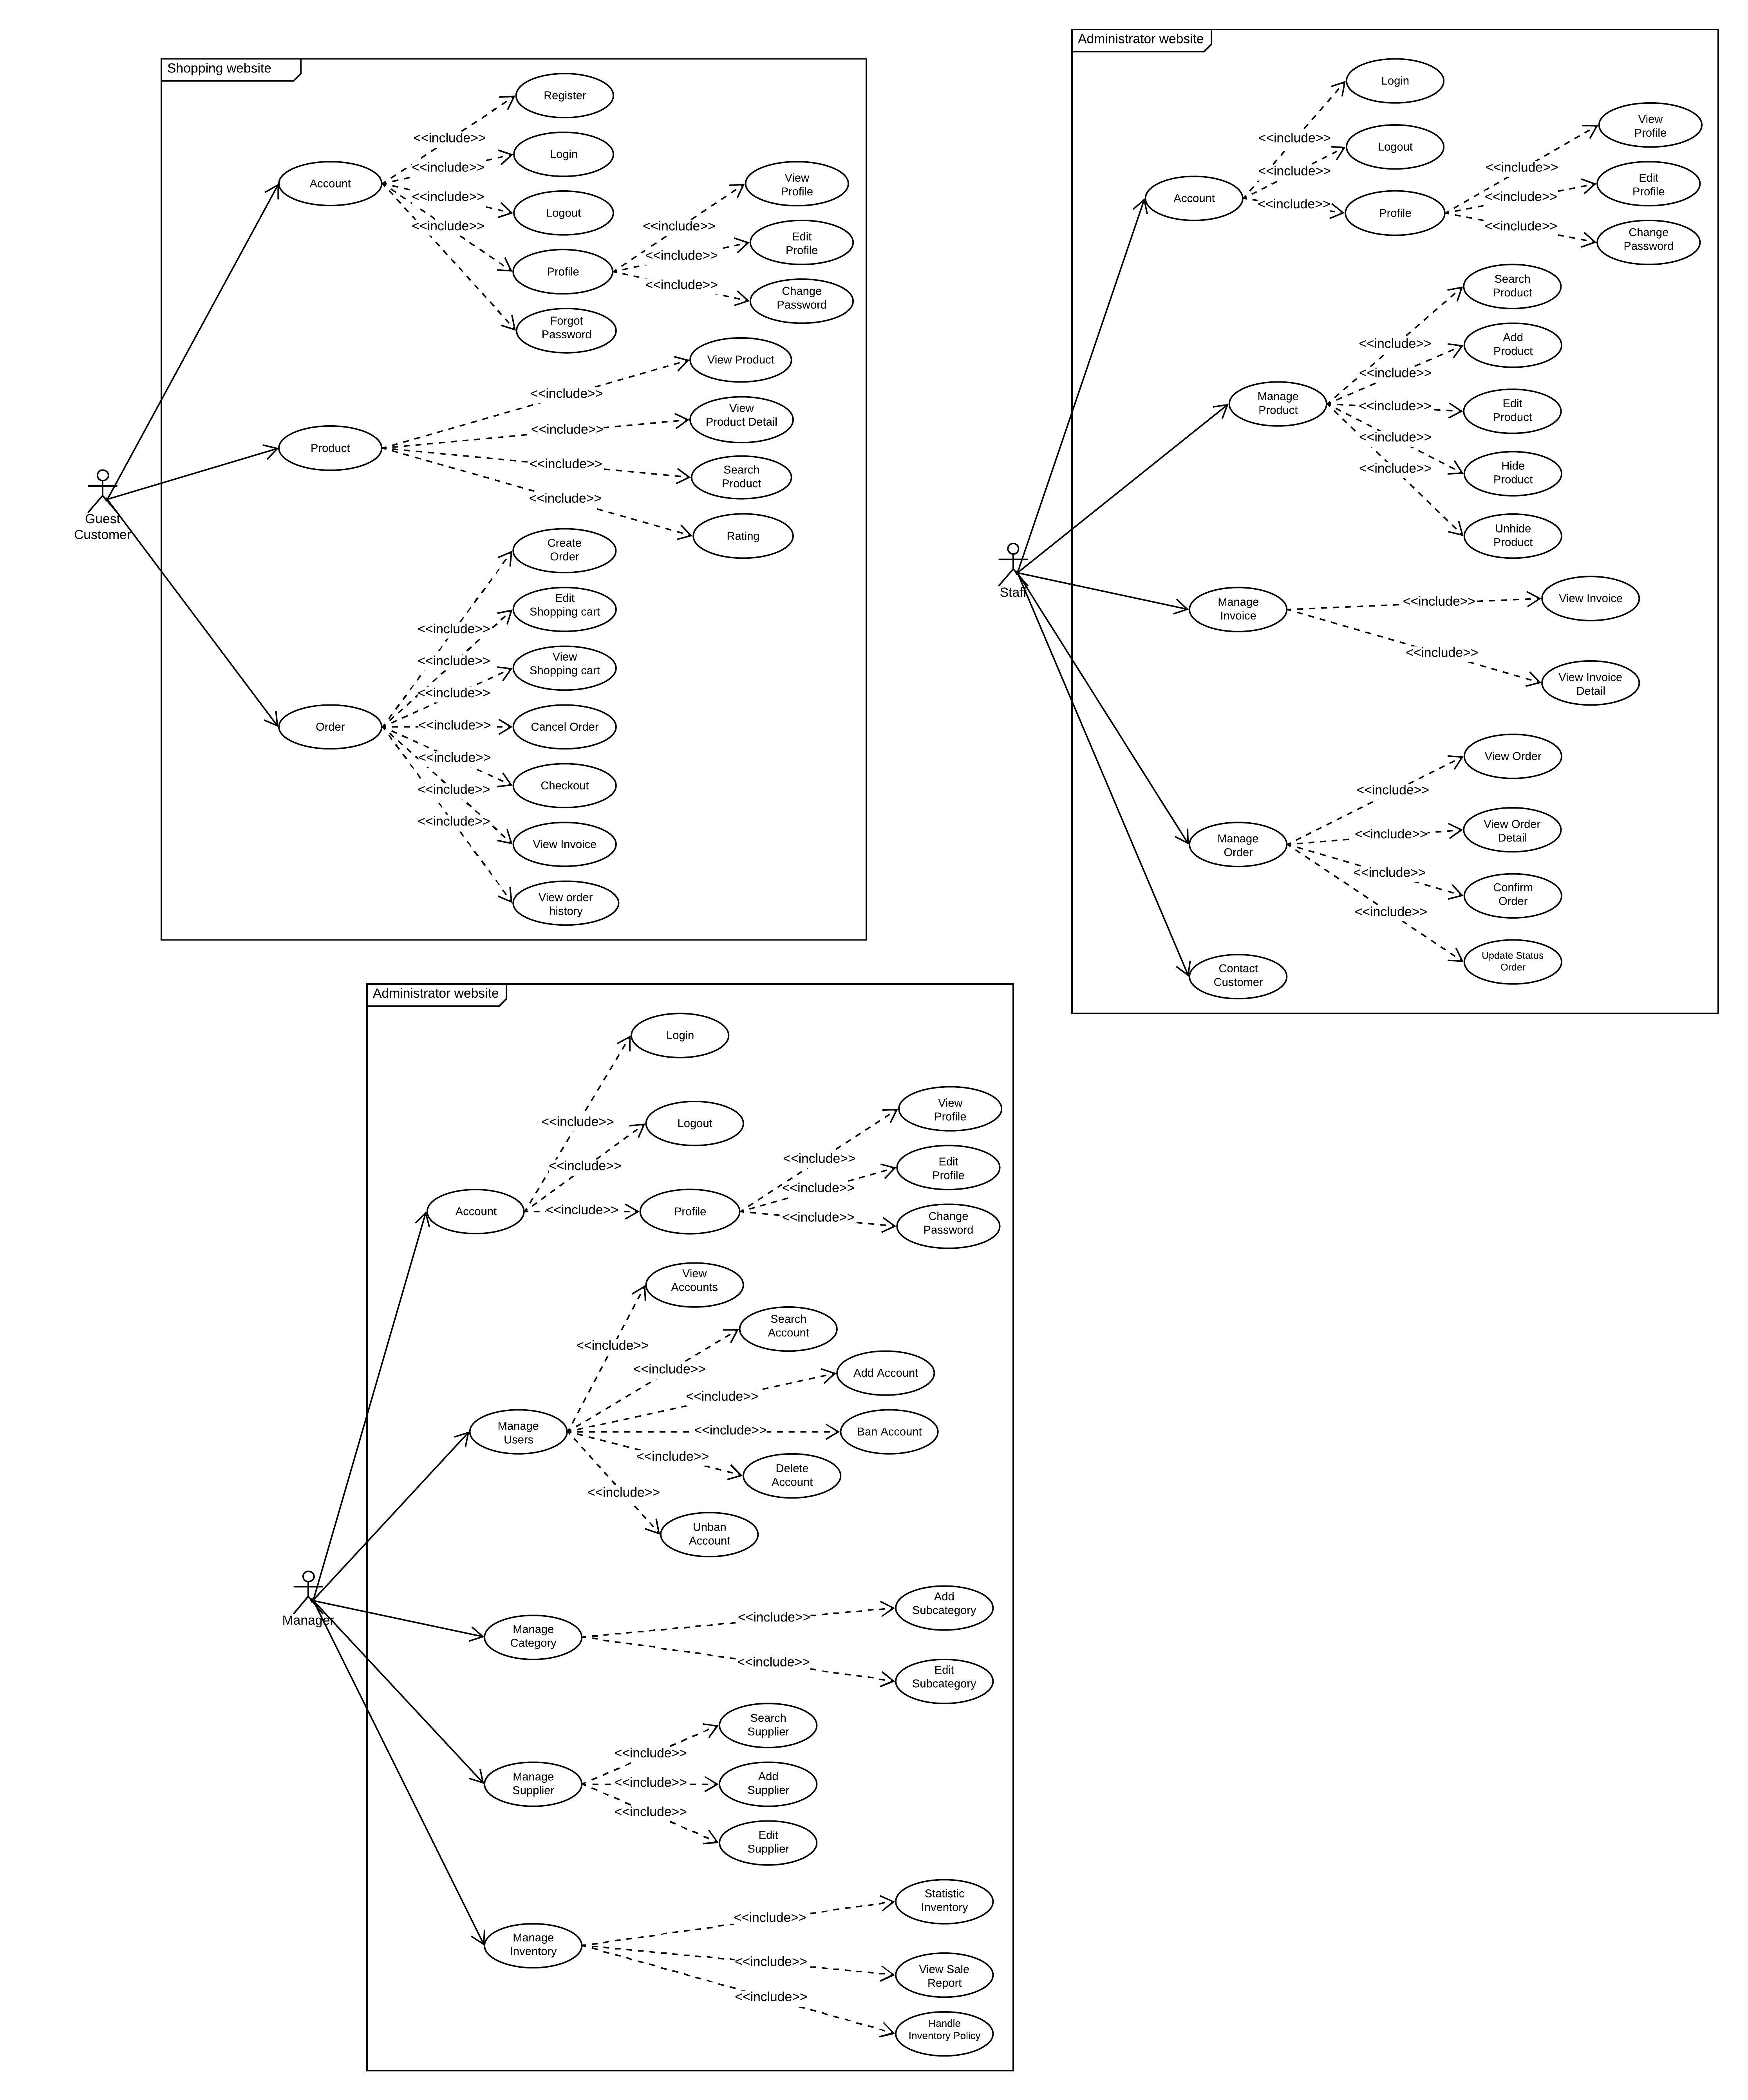 Shopping website
Register
<<include>>
Login
<<include>>
Account
Logout
<<include>>
<<include>>
Profile
Forgot
Password
View
Profile
<<include>>
Edit
Profile
<<include>>
Change
Password
<<include>>
View Product
<<include>>
View
Product Detail
<<include>>
Product
Search
Product
<<include>>
Rating
<<include>>
Guest
Customer
Create
Order
Edit
Shopping cart
<<include>>
View
Shopping cart
<<include>>
<<include>>
Order
<<include>>
Cancel Order
<<include>>
Checkout
<<include>>
<<include>>
View Invoice
View order
history
Administrator website
Login
<<include>>
Logout
<<include>>
Account
<<include>>
Profile
View
Profile
<<include>>
Edit
Profile
<<include>>
Change
Password
<<include>>
Search
Product
<<include>>
Add
Product
<<include>>
Manage
Product
<<include>>
Edit
Product
<<include>>
Hide
Product
<<include>>
Unhide
Product
Staff
Manage
Invoice
<<include>>
View Invoice
<<include>>
View Invoice
Detail
View Order
<<include>>
View Order
Detail
<<include>>
Manage
Order
<<include>>
Confirm
Order
<<include>>
Update Status
Order
Contact
Customer
Administrator website
Login
<<include>>
Logout
<<include>>
Account
<<include>>
Profile
View
Profile
<<include>>
Edit
Profile
<<include>>
Change
Password
<<include>>
View
Accounts
<<include>>
Search
Account
<<include>>
Add Account
<<include>>
Manage
Users
<<include>>
Ban Account
<<include>>
Delete
Account
<<include>>
Unban
Account
Manager
Manage
Category
<<include>>
Add
Subcategory
<<include>>
Edit
Subcategory
Search
Supplier
<<include>>
Manage
Supplier
<<include>>
Add
Supplier
<<include>>
Edit
Supplier
Statistic
Inventory
<<include>>
Manage
Inventory
<<include>>
View Sale
Report
<<include>>
Handle
Inventory Policy